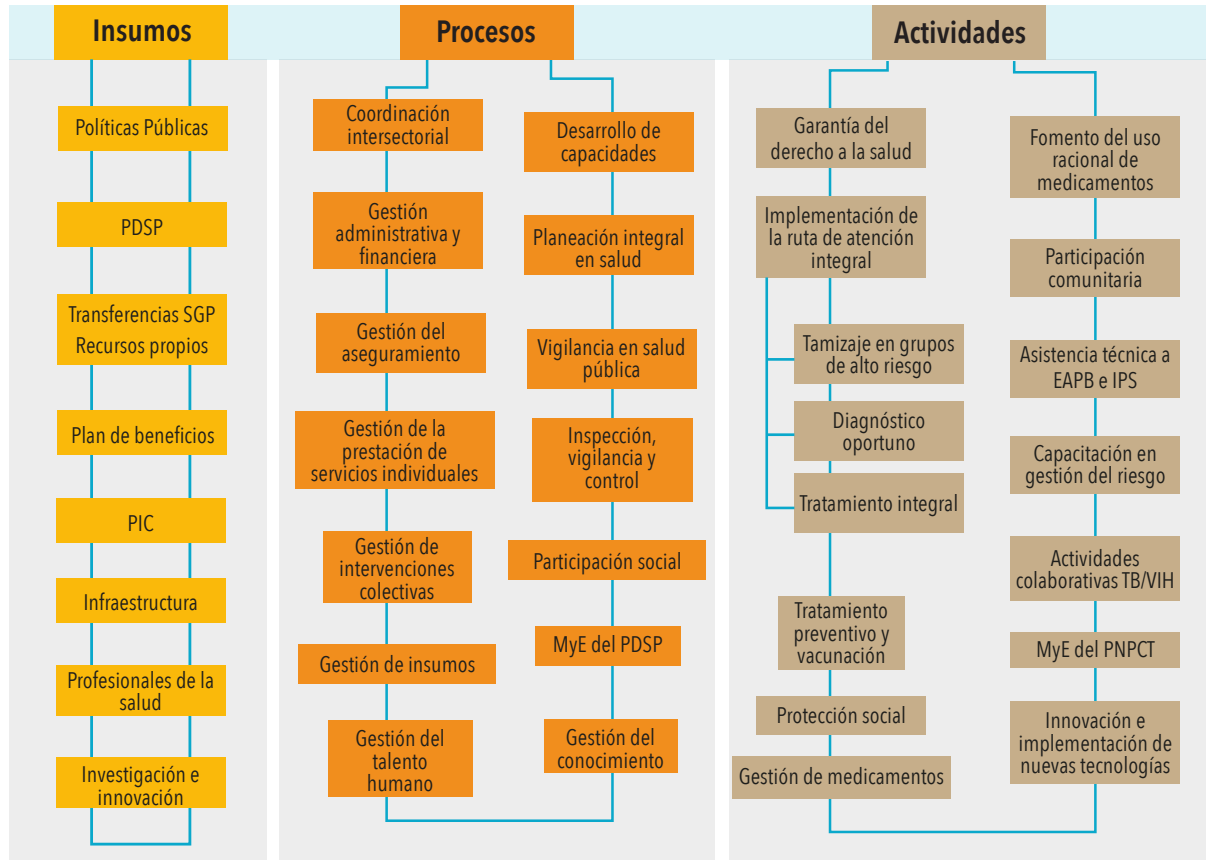 Insumos
Políticas Públicas
PDSP
Transferencias SGP
Recursos propios
Plan de beneficios
PIC
Infraestructura
Profesionales de la
salud
Investigación e
innovación
Procesos
Coordinación
intersectorial
Gestión
administrativa y
financiera
Gestión del
aseguramiento
Gestión de la
prestación de
servicios individuales
Gestión de
intervenciones
colectivas
Gestión de insumos
Gestión del
talento
humano
Desarrollo de
capacidades
Planeación integral
en salud
Vigilancia en salud
pública
Inspección,
vigilancia y
control
Participación social
MyE del PDSP
Gestión del
conocimiento
Actividades
Garantía del
derecho a la salud
Implementación de
la ruta de atención
integral
Tamizaje en grupos
de alto riesgo
Diagnóstico
oportuno
Tratamiento integral
Tratamiento
preventivo y
vacunación
Protección social
Gestión de medicamentos
Fomento del uso
racional de
medicamentos
Participación
comunitaria
Asistencia técnica a
EAPB e IPS
Capacitación en
gestión del riesgo
Actividades
colaborativas TB/VIH
MyE del PNPCT
Innovación e
implementación de
nuevas tecnologías